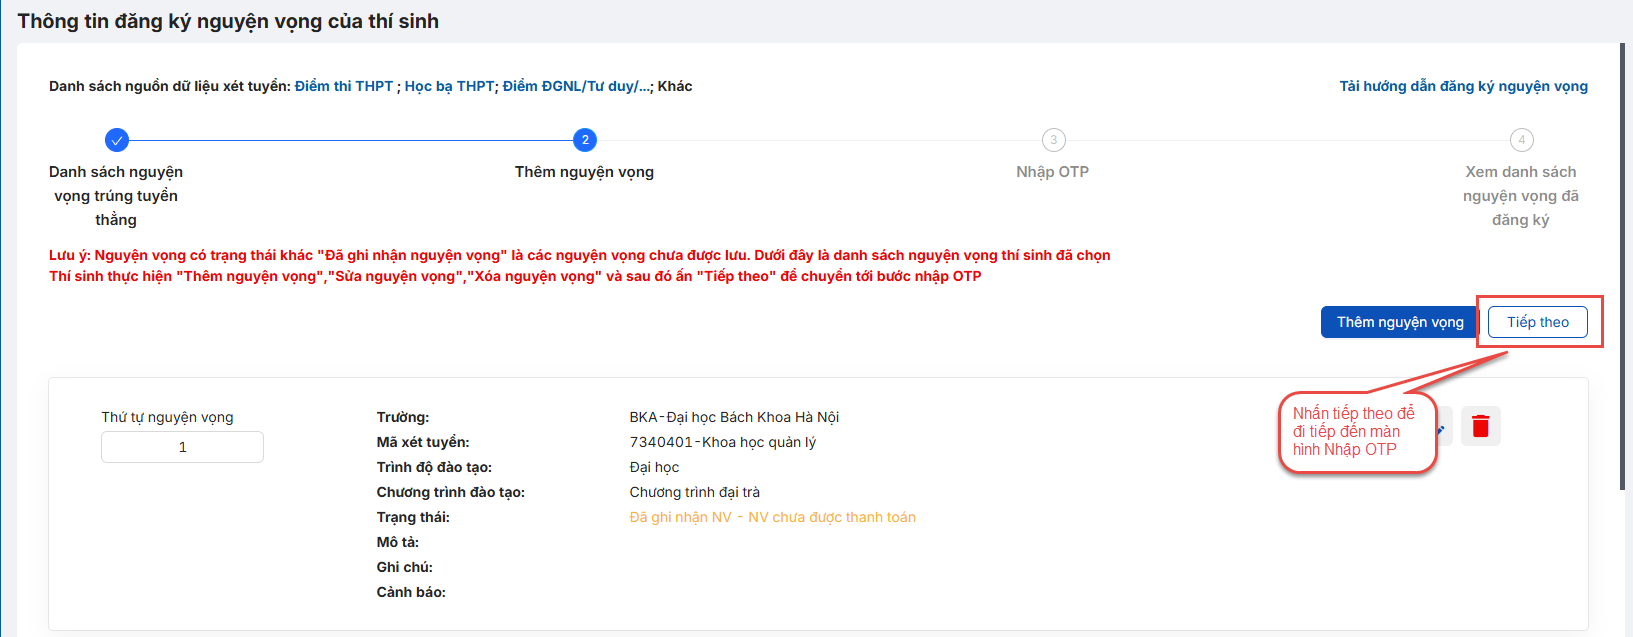 Thông tin đăng ký nguyện vọng của thí sinh
Danh sách nguồn dữ liệu xét tuyển: Điểm thi THPT ; Học bạ THPT; Điểm ĐGNL/Tư duy/...; Khác
Tải hướng dẫn đăng ký nguyện vọng
2
3
4
Danh sách nguyện
vọng trúng tuyển
thẳng
Thêm nguyện vọng
Nhập OTP
Xem danh sách
nguyện vọng đã
đăng ký
Lưu ý: Nguyện vọng có trạng thái khác "Đã ghi nhận nguyện vọng" là các nguyện vọng chưa được lưu. Dưới đây là danh sách nguyện vọng thí sinh đã chọn
Thí sinh thực hiện "Thêm nguyện vọng","Sửa nguyện vọng","Xóa nguyện vọng" và sau đó ấn "Tiếp theo" để chuyển tới bước nhập OTP
Thêm nguyện vọng
Tiếp theo
Nhấn tiếp theo để
đi tiếp đến màn
hình Nhập OTP
Thứ tự nguyện vọng
1
Trường: BKA-Đại học Bách Khoa Hà Nội
Mã xét tuyển: 7340401-Khoa học quản lý
Trình độ đào tạo: Đại học
Chương trình đào tạo: Chương trình đại trà
Trạng thái: Đã ghi nhận NV - NV chưa được thanh toán
Mô tả:
Ghi chú:
Cảnh báo: